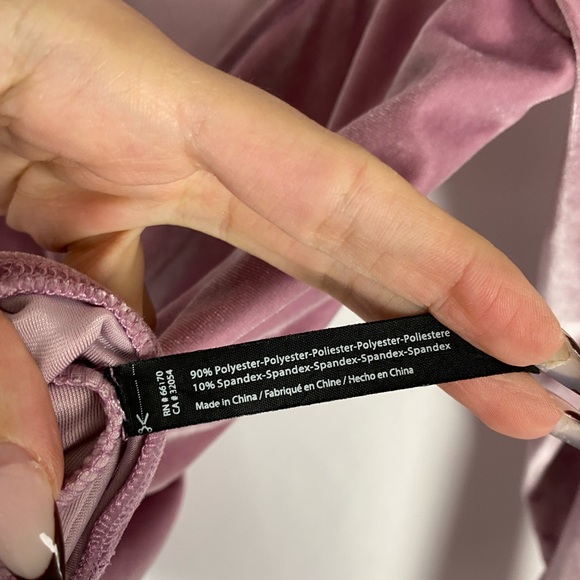 RN # 66170
CA # 32054
90% Polyester-Polyester-Poliester-Polyester-Poliestere
10% Spandex-Spandex-Spandex-Spandex-Spandex
Made in China / Fabriqué en Chine / Hecho en China